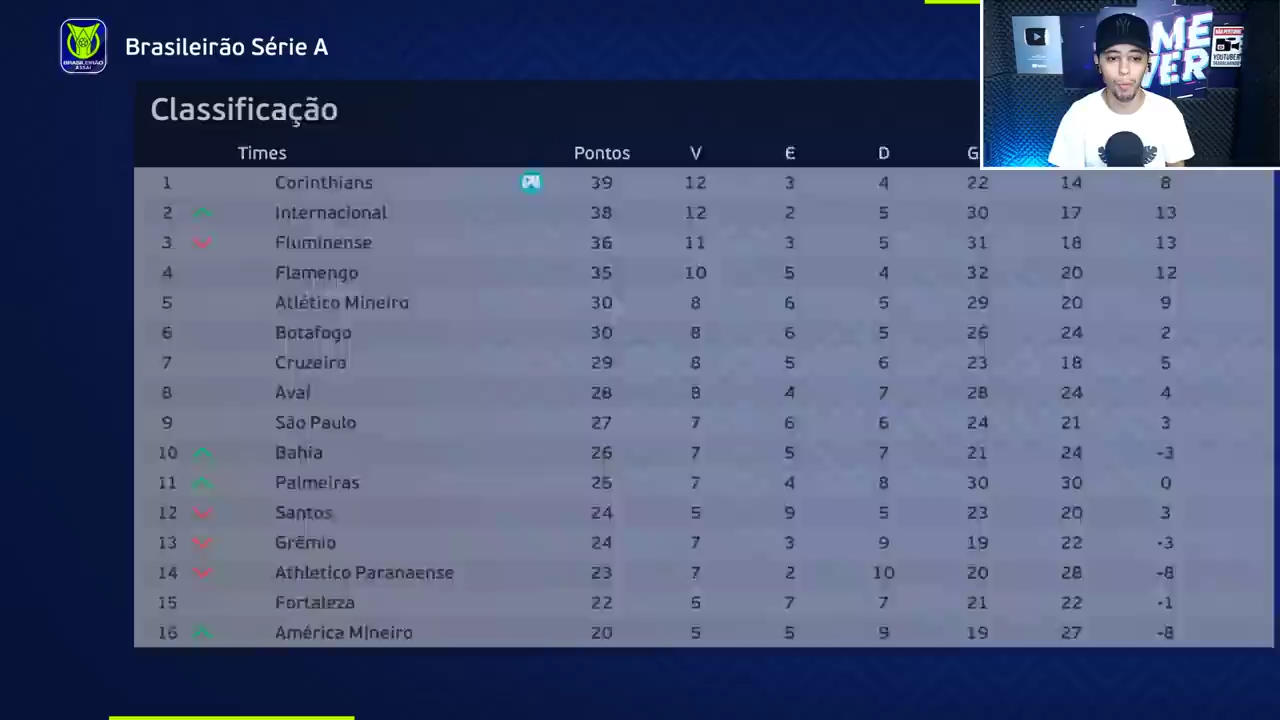 BRASILEIRÃO
ASSAÍ
Brasileirão Série A
ME
VER
Classificação
Times Pontos V E D G
1 Corinthians 39 12 3 4 22 14 8
2 Internacional 38 12 2 5 30 17 13
3 Fluminense 36 11 3 5 31 18 13
4 Flamengo 35 10 5 4 32 20 12
5 Atlético Mineiro 30 8 6 5 29 20 9
6 Botafogo 30 8 6 5 26 24 2
7 Cruzeiro 29 8 5 6 23 18 5
8 Avaí 28 8 4 7 28 24 4
9 São Paulo 27 7 6 6 24 21 3
10 Bahia 26 7 5 7 21 24 -3
11 Palmeiras 25 7 4 8 30 30 0
12 Santos 24 5 9 5 23 20 3
13 Grêmio 24 7 3 9 19 22 -3
14 Athletico Paranaense 23 7 2 10 20 28 -8
15 Fortaleza 22 5 7 7 21 22 -1
16 América Mineiro 20 5 5 9 19 27 -8